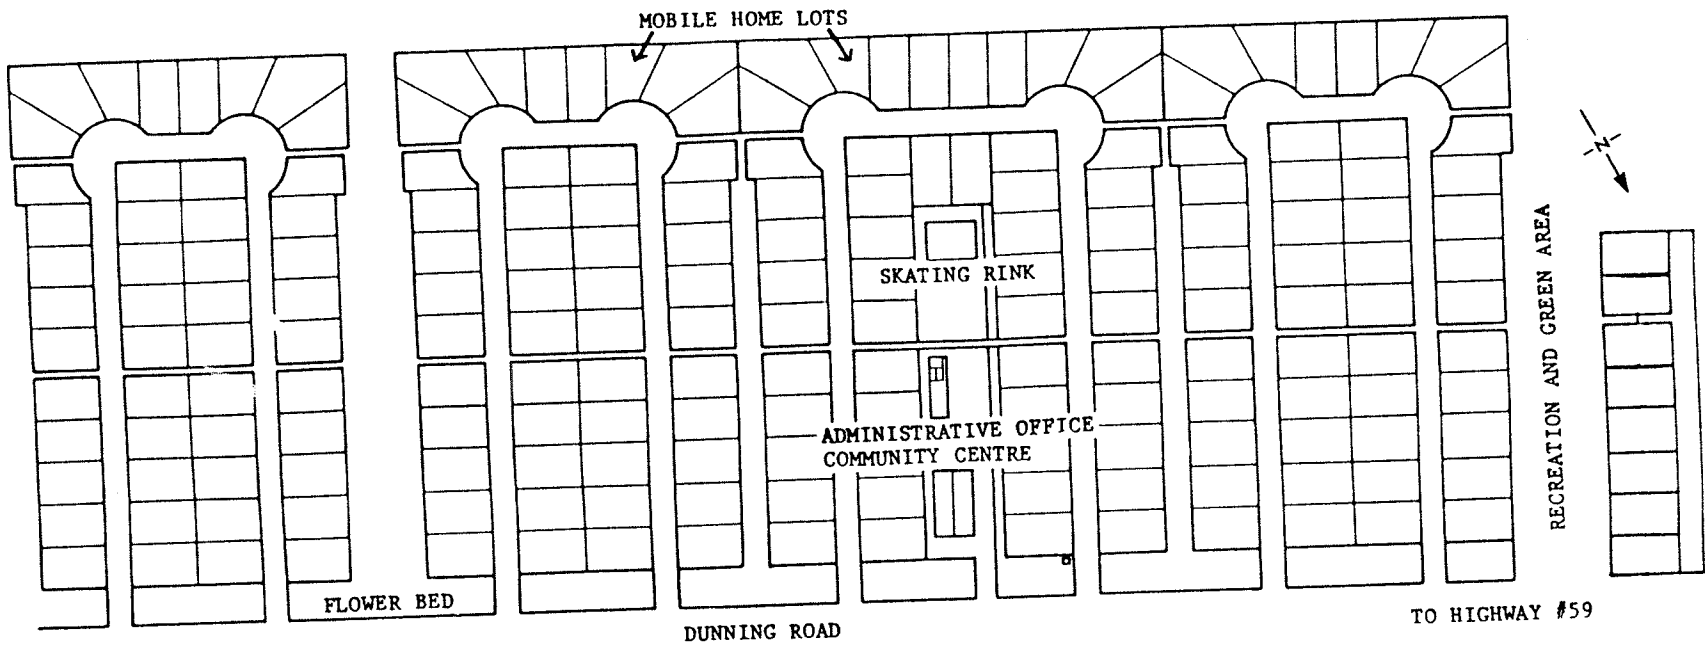 MOBILE HOME LOTS
N
SKATING RINK
RECREATION AND GREEN AREA
ADMINISTRATIVE OFFICE
COMMUNITY CENTRE
FLOWER BED
DUNNING ROAD
TO HIGHWAY #59